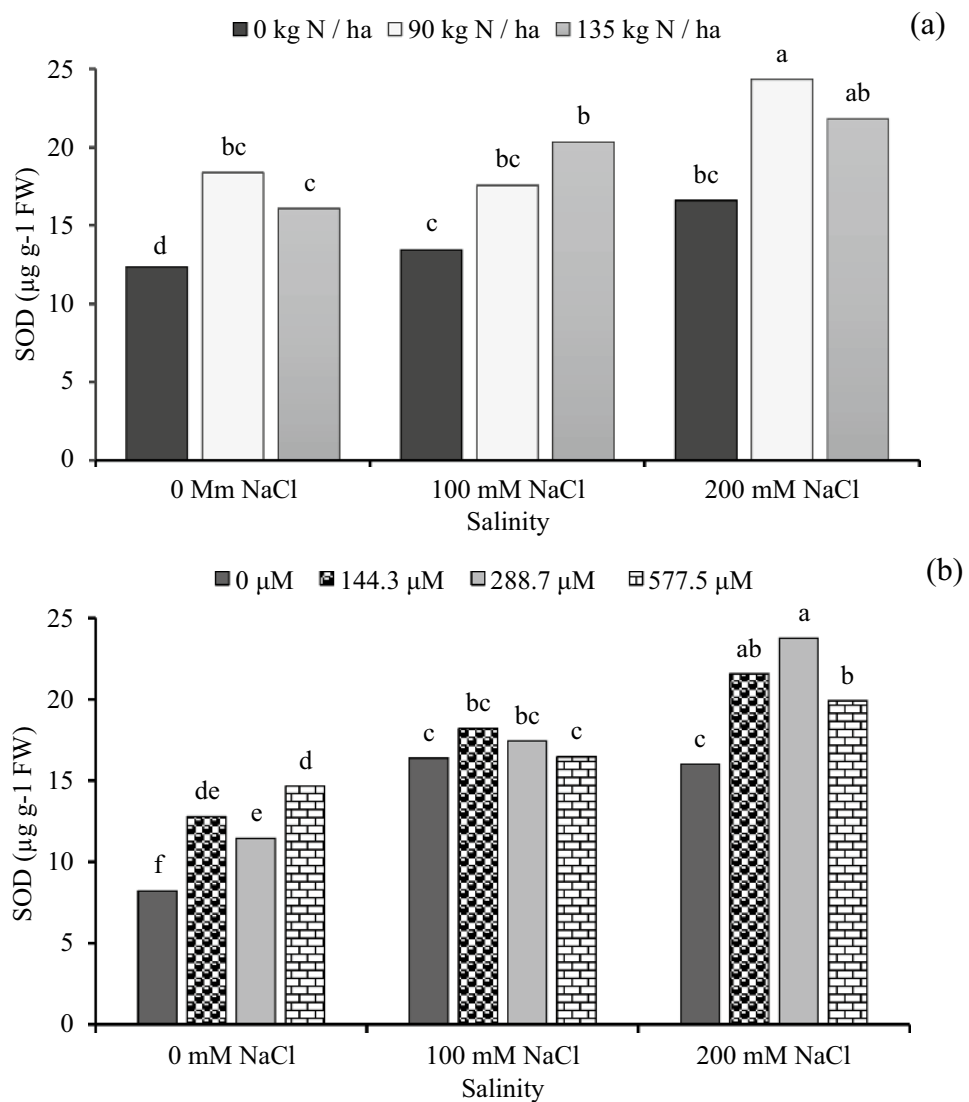 (a)
0 kg N / ha 90 kg N / ha 135 kg N / ha
SOD (µg g-1 FW)
25
20
15
10
5
0
d
bc
c
c
bc
b
bc
a
ab
0 Mm NaCl 100 mM NaCl 200 mM NaCl
Salinity
(b)
0 µM 144.3 µM 288.7 µM 577.5 µM
SOD (µg g-1 FW)
25
20
15
10
5
0
f
de
e
d
c
bc
bc
c
c
ab
a
b
0 mM NaCl 100 mM NaCl 200 mM NaCl
Salinity